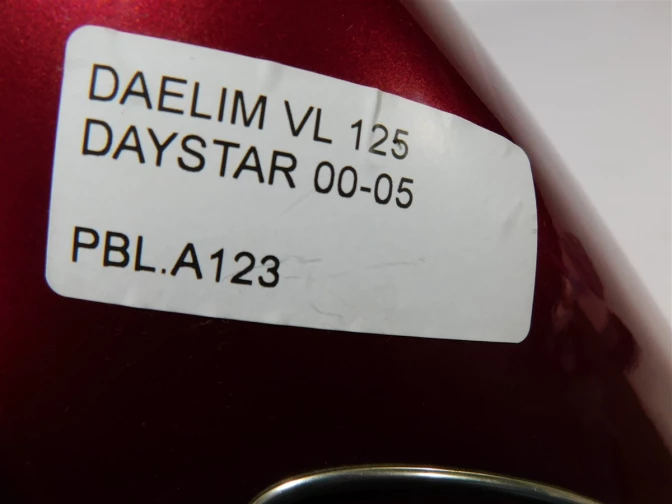 DAELIM VL 125
DAYSTAR 00-05
PBL.A123